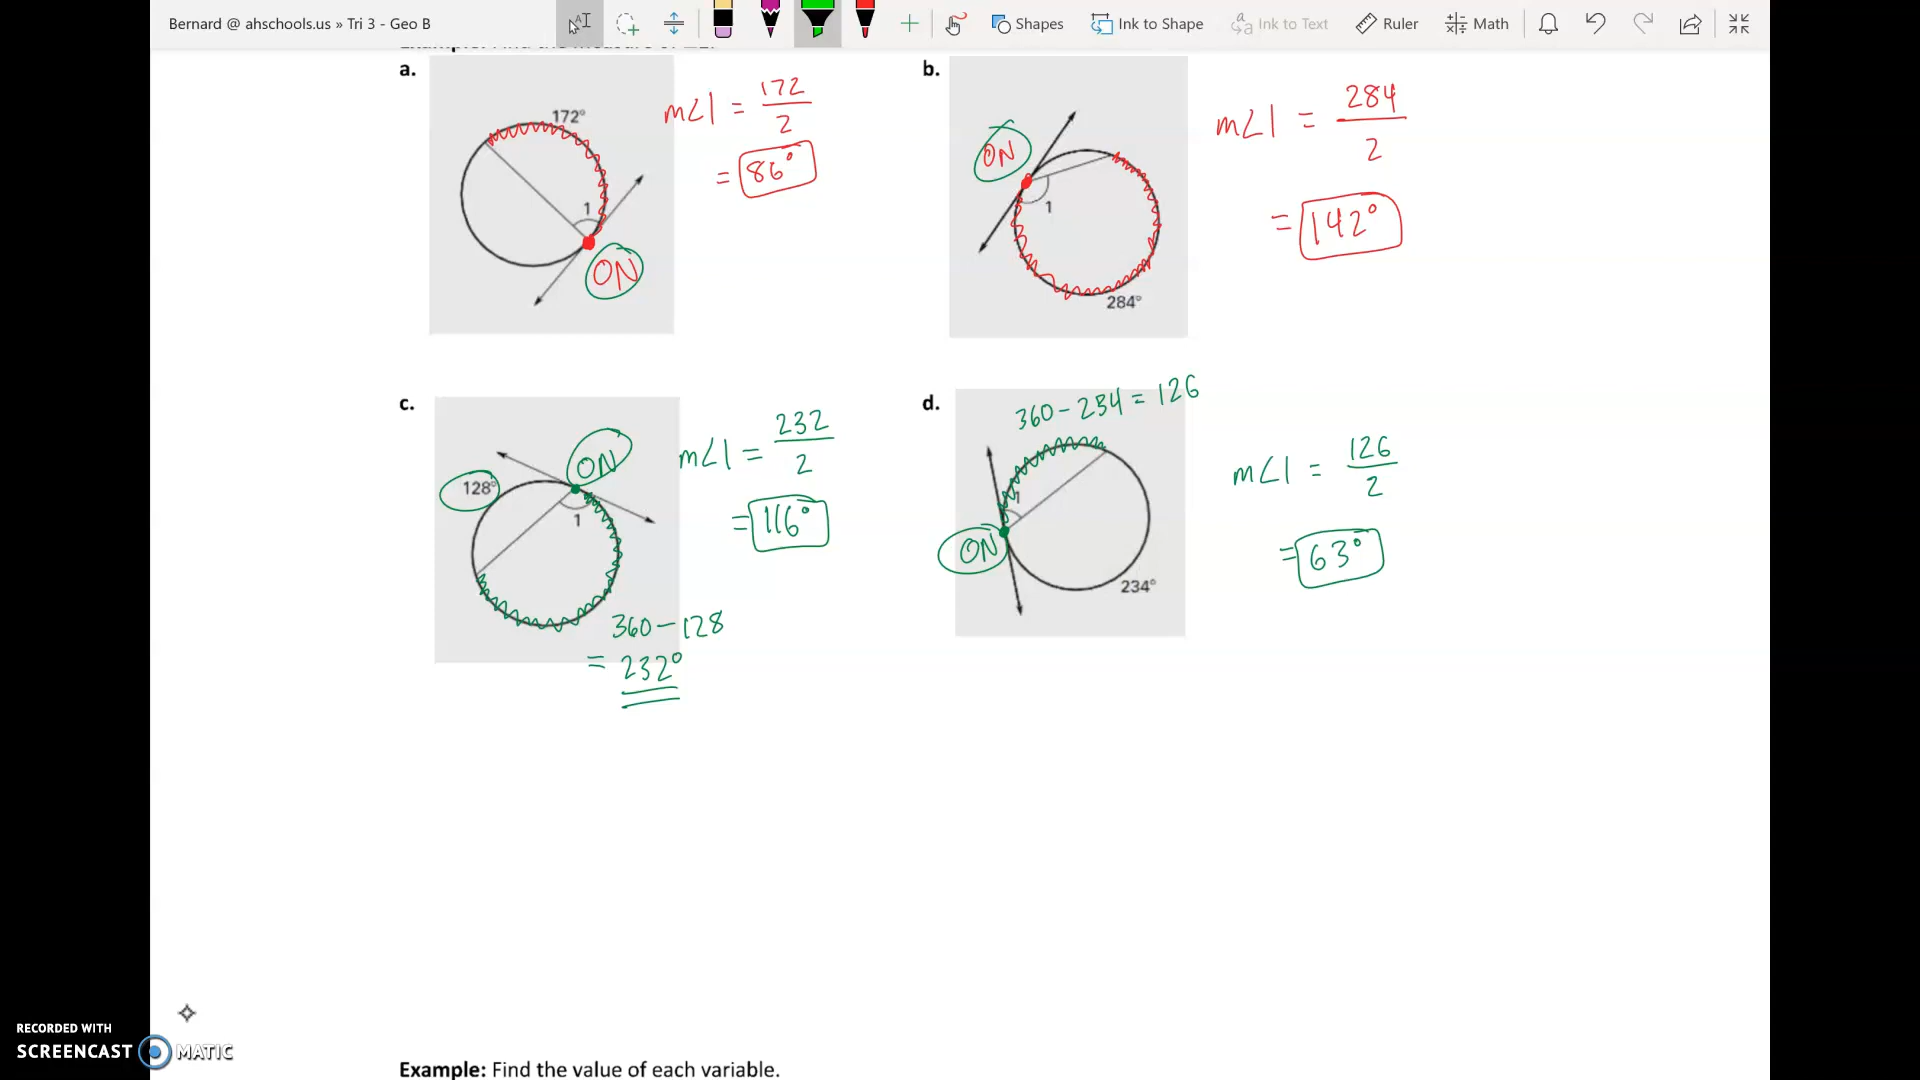 Bernard @ ahschools.us » Tri 3 - Geo B
Shapes
Ink to Shape
Ink to Text
Ruler
Math
a.
172°
1
ON
m∠1 = 172/2
= 86°
b.
ON
1
284°
m∠1 = 284/2
= 142°
c.
128°
ON
1
m∠1 = 232/2
= 116°
360 - 128
= 232°
d.
360 - 234 = 126
1
ON
234°
m∠1 = 126/2
= 63°
Example: Find the value of each variable.
RECORDED WITH
SCREENCAST MATIC